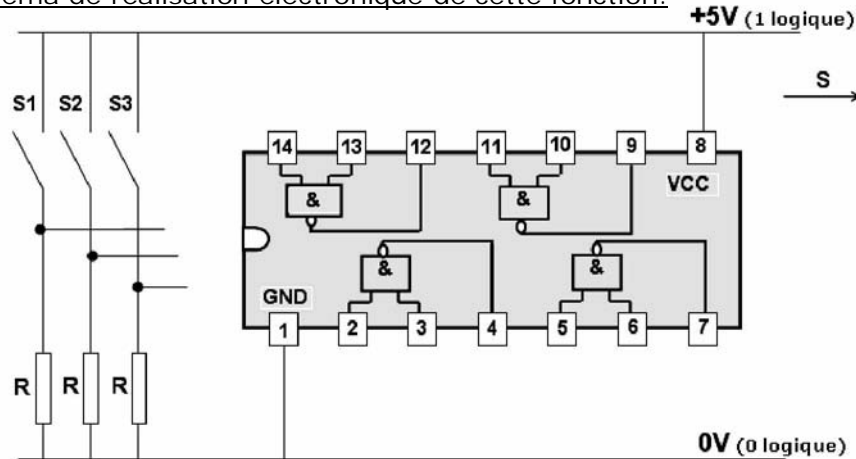 éma de réalisation électronique de cette fonction.
+5V (1 logique)
S
S1 S2 S3
14 13 12 11 10 9 8
& & VCC
& &
GND
1 2 3 4 5 6 7
R R R
0V (0 logique)